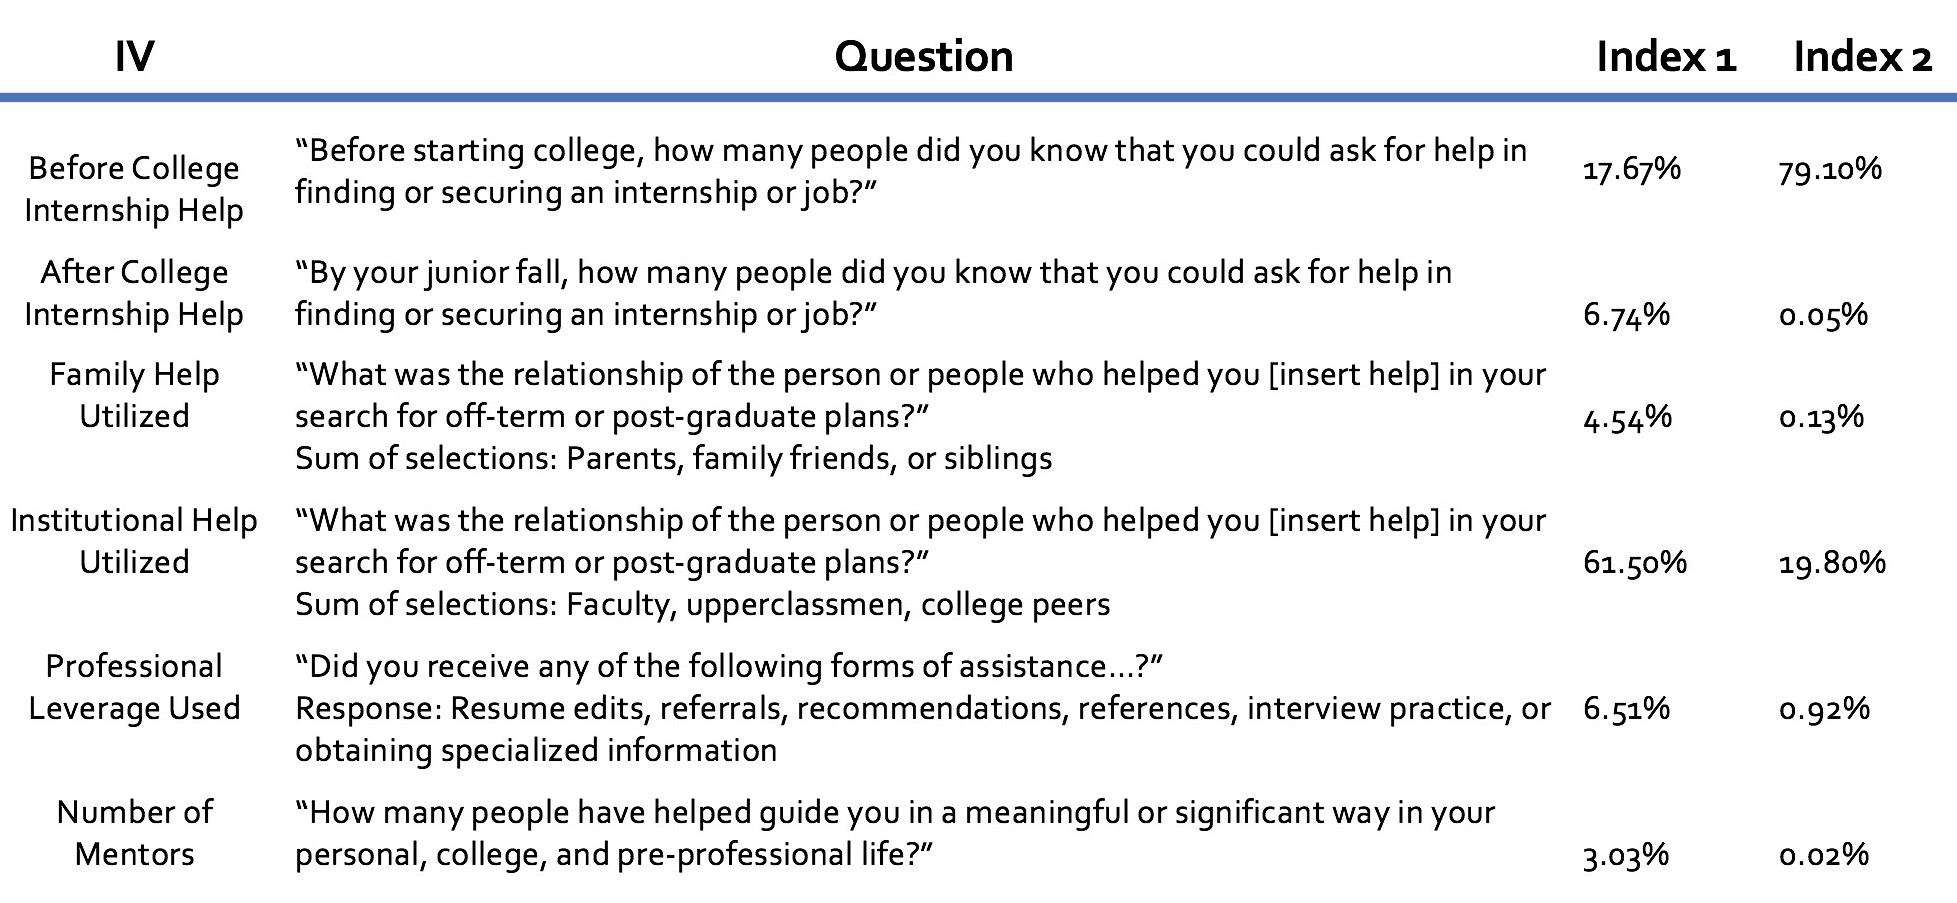 IV Question Index 1 Index 2
Before College
Internship Help
“Before starting college, how many people did you know that you could ask for help in
finding or securing an internship or job?”
17.67% 79.10%
After College
Internship Help
“By your junior fall, how many people did you know that you could ask for help in
finding or securing an internship or job?”
6.74% 0.05%
Family Help
Utilized
“What was the relationship of the person or people who helped you [insert help] in your
search for off-term or post-graduate plans?”
Sum of selections: Parents, family friends, or siblings
4.54% 0.13%
Institutional Help
Utilized
“What was the relationship of the person or people who helped you [insert help] in your
search for off-term or post-graduate plans?”
Sum of selections: Faculty, upperclassmen, college peers
61.50% 19.80%
Professional
Leverage Used
“Did you receive any of the following forms of assistance…?”
Response: Resume edits, referrals, recommendations, references, interview practice, or
obtaining specialized information
6.51% 0.92%
Number of
Mentors
“How many people have helped guide you in a meaningful or significant way in your
personal, college, and pre-professional life?”
3.03% 0.02%